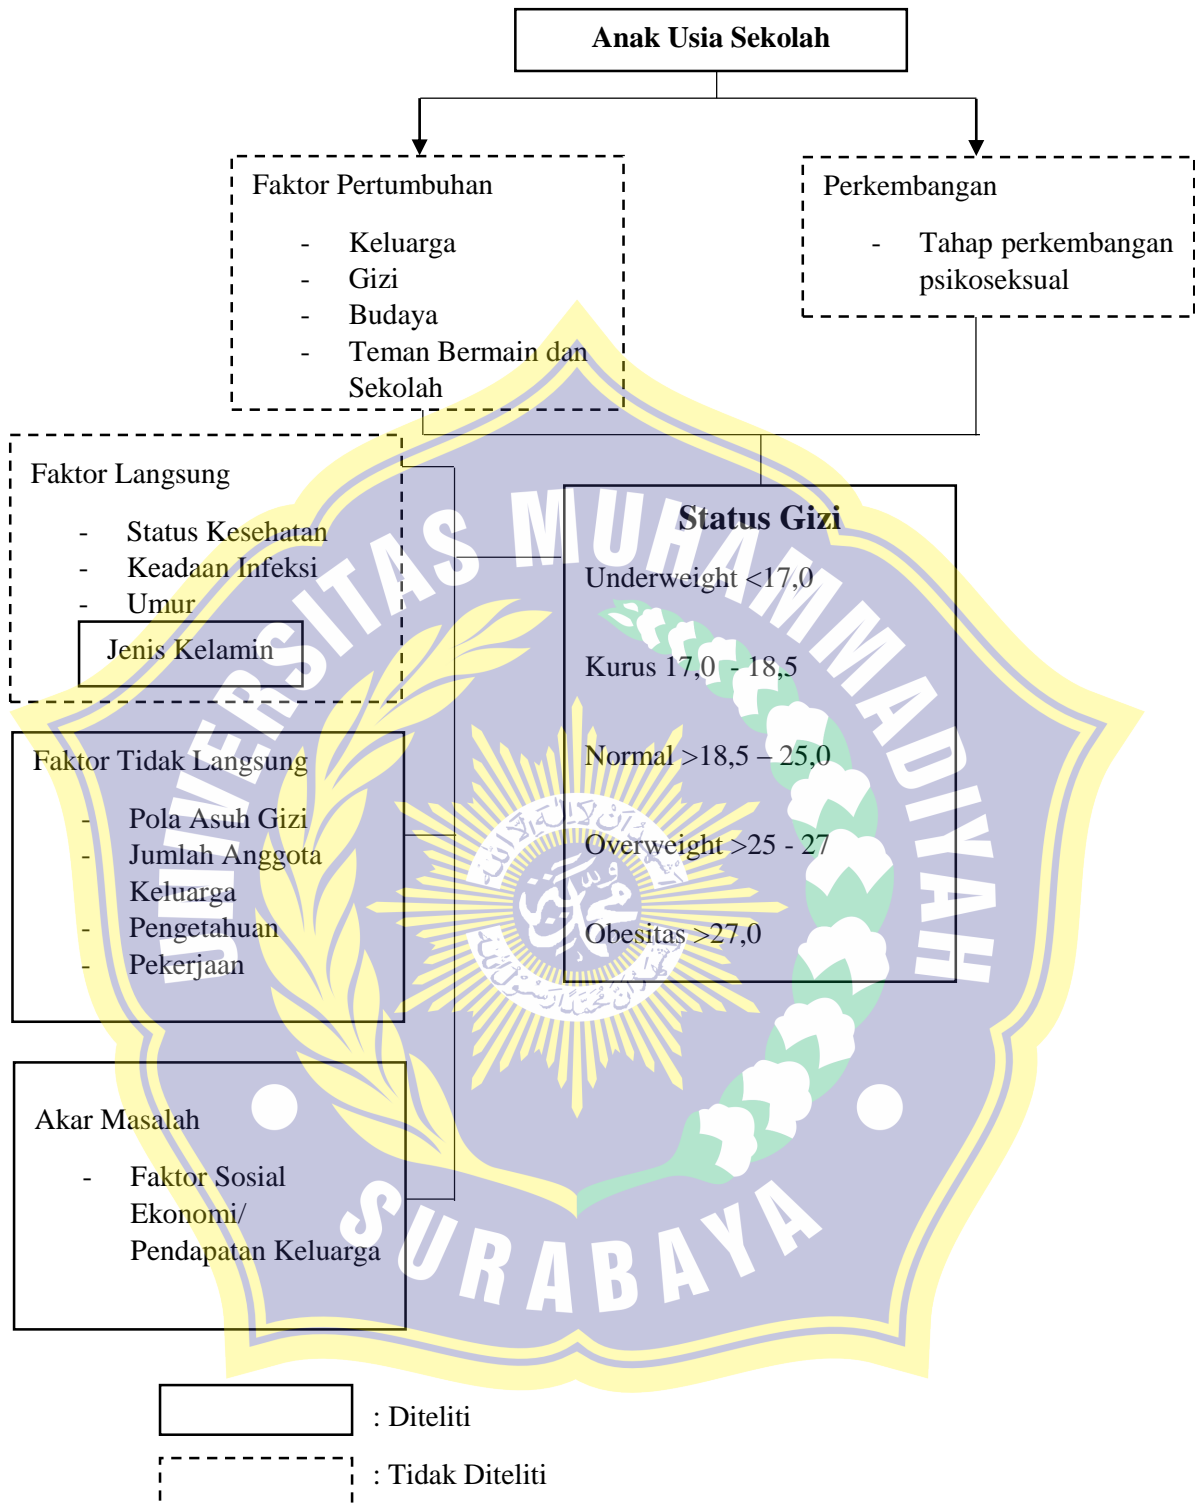 Anak Usia Sekolah
Faktor Pertumbuhan
- Keluarga
- Gizi
- Budaya
- Teman Bermain dan
Sekolah
Perkembangan
- Tahap perkembangan
psikoseksual
Faktor Langsung
- Status Kesehatan
- Keadaan Infeksi
- Umur
Jenis Kelamin
Status Gizi
Underweight <17,0
Kurus 17,0 - 18,5
Normal >18,5 – 25,0
Overweight >25 - 27
Obesitas >27,0
Faktor Tidak Langsung
- Pola Asuh Gizi
- Jumlah Anggota
Keluarga
- Pengetahuan
- Pekerjaan
Akar Masalah
- Faktor Sosial
Ekonomi/
Pendapatan Keluarga
: Diteliti
: Tidak Diteliti
UNIVERSITAS MUHAMMADIYAH
SURABAYA